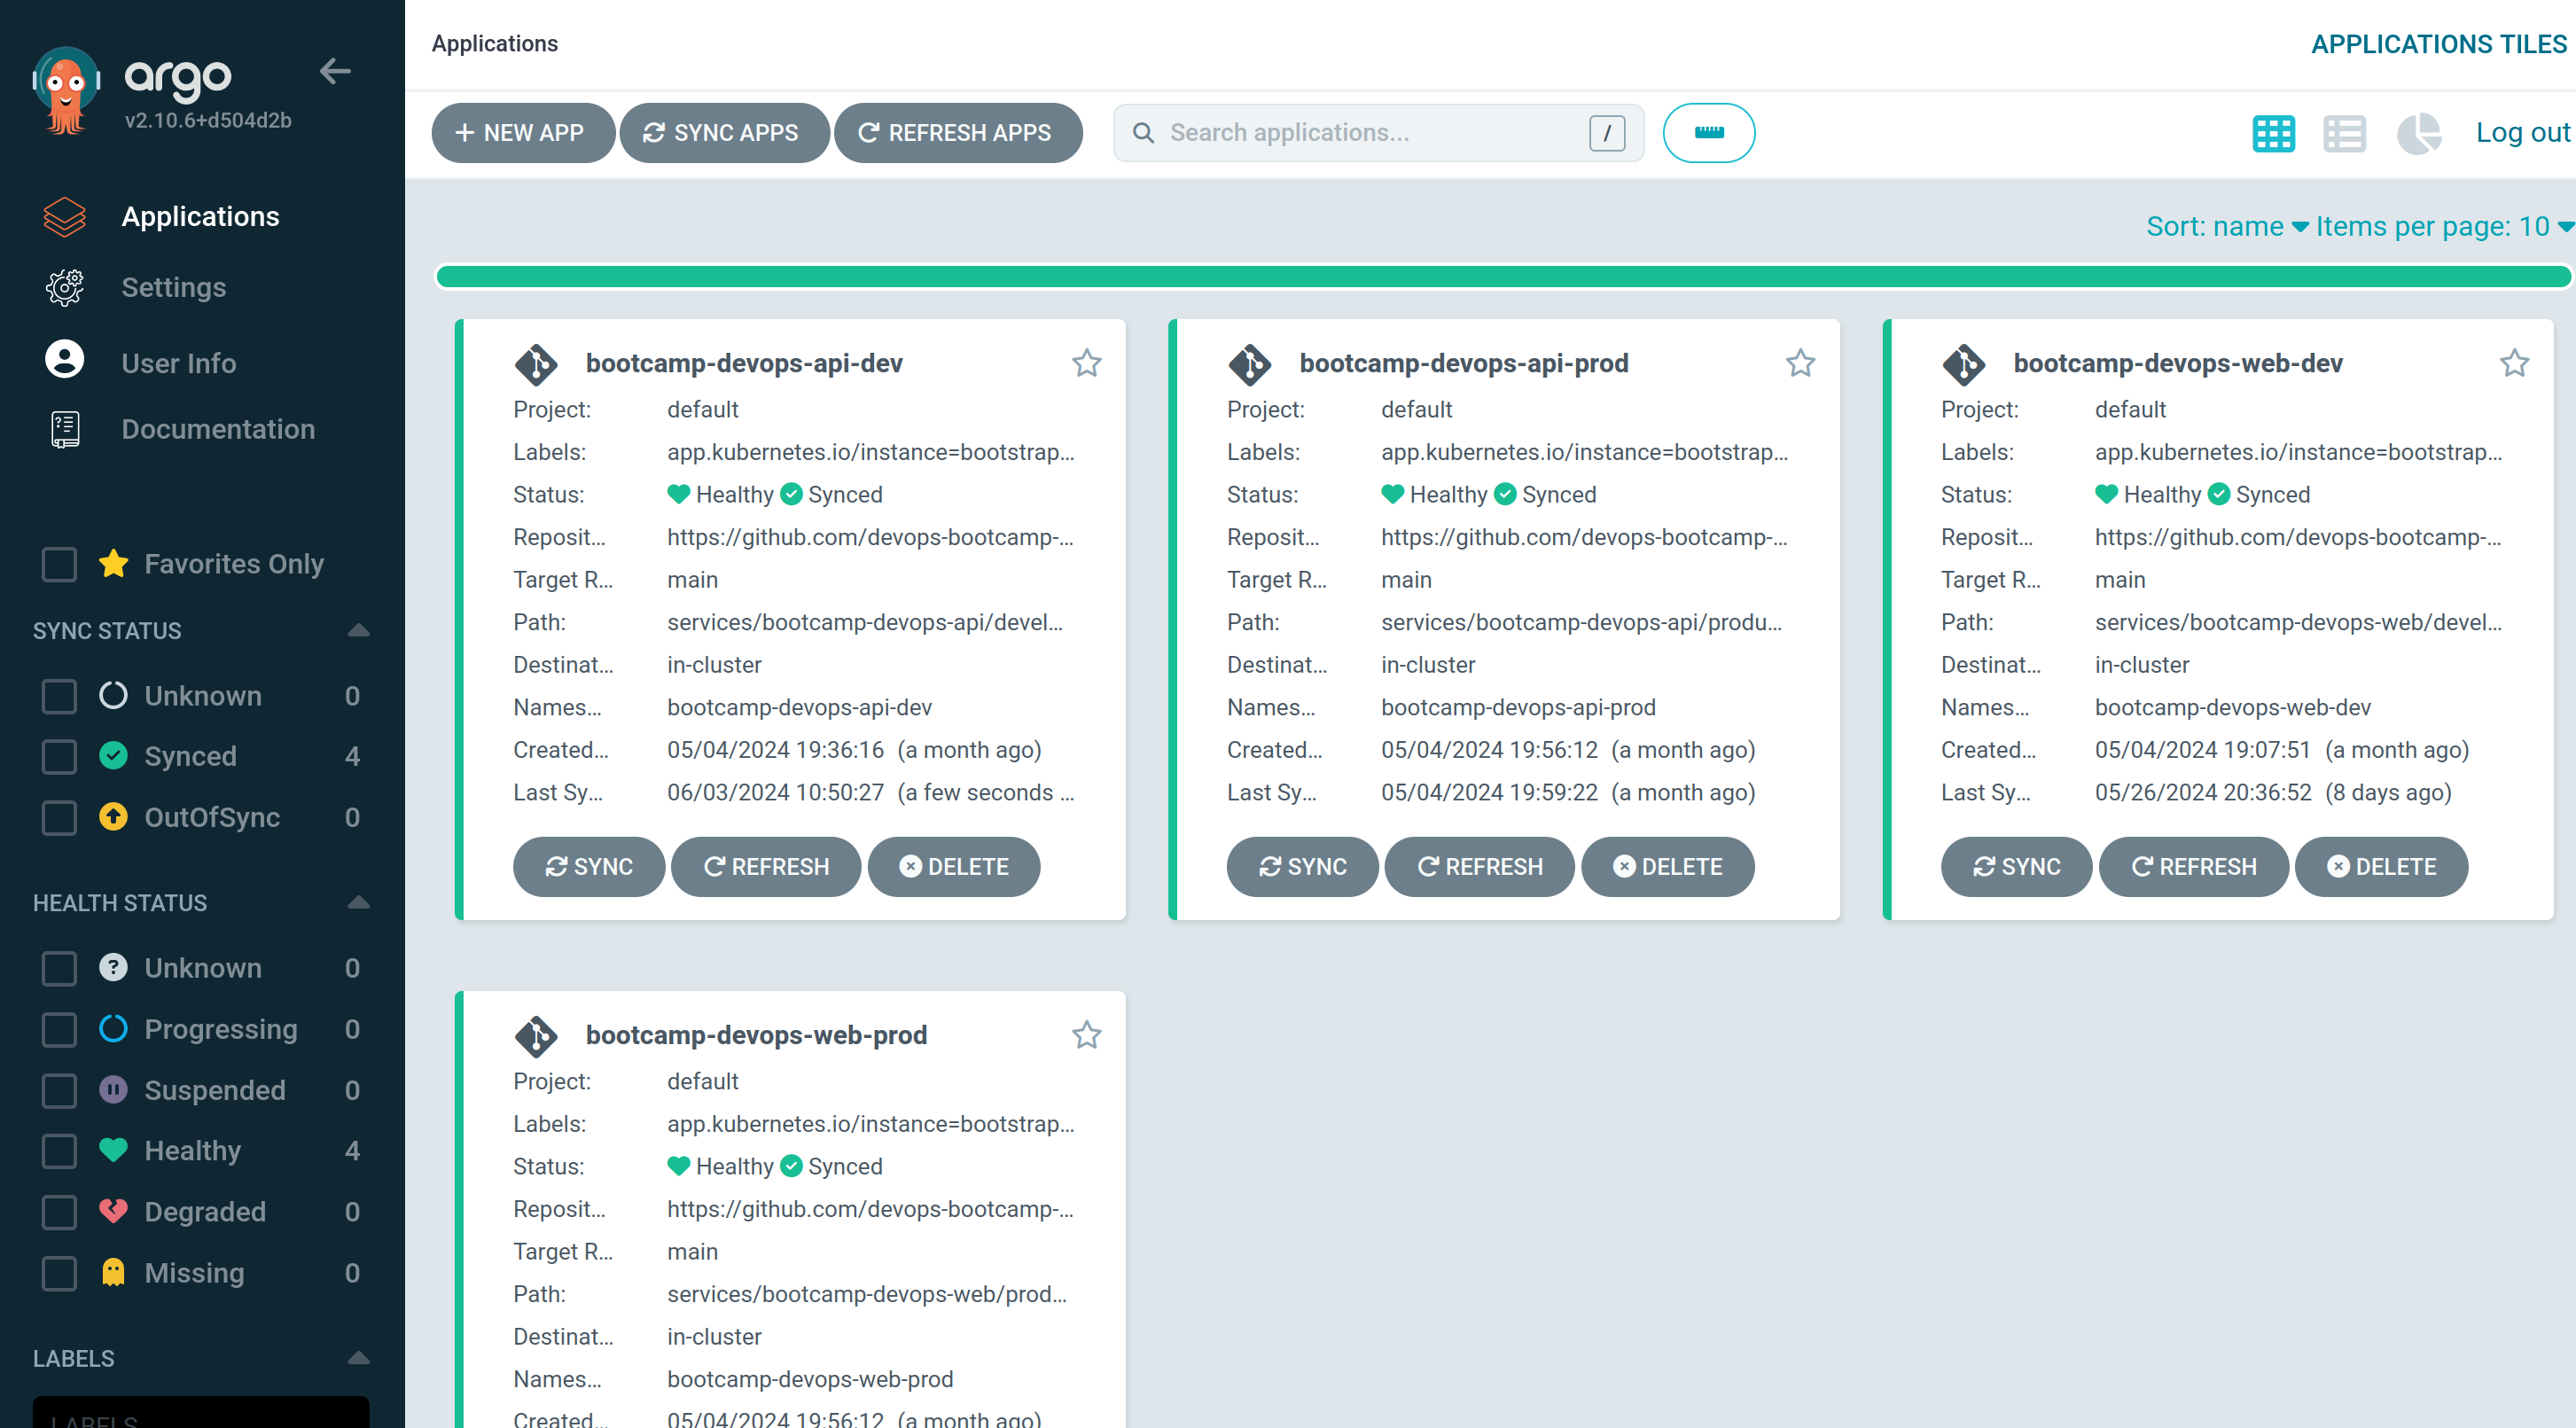 argo
v2.10.6+d504d2b
Applications
Settings
User Info
Documentation
Favorites Only
SYNC STATUS
Unknown 0
Synced 4
OutOfSync 0
HEALTH STATUS
Unknown 0
Progressing 0
Suspended 0
Healthy 4
Degraded 0
Missing 0
LABELS
LABELS
Applications
APPLICATIONS TILES
NEW APP SYNC APPS REFRESH APPS Search applications... / Log out
Sort: name Items per page: 10
bootcamp-devops-api-dev
Project: default
Labels: app.kubernetes.io/instance=bootstrap...
Status: Healthy Synced
Reposit... https://github.com/devops-bootcamp-...
Target R... main
Path: services/bootcamp-devops-api/devel...
Destinat... in-cluster
Names... bootcamp-devops-api-dev
Created... 05/04/2024 19:36:16 (a month ago)
Last Sy... 06/03/2024 10:50:27 (a few seconds ...
SYNC REFRESH DELETE
bootcamp-devops-api-prod
Project: default
Labels: app.kubernetes.io/instance=bootstrap...
Status: Healthy Synced
Reposit... https://github.com/devops-bootcamp-...
Target R... main
Path: services/bootcamp-devops-api/produ...
Destinat... in-cluster
Names... bootcamp-devops-api-prod
Created... 05/04/2024 19:56:12 (a month ago)
Last Sy... 05/04/2024 19:59:22 (a month ago)
SYNC REFRESH DELETE
bootcamp-devops-web-dev
Project: default
Labels: app.kubernetes.io/instance=bootstrap...
Status: Healthy Synced
Reposit... https://github.com/devops-bootcamp-...
Target R... main
Path: services/bootcamp-devops-web/devel...
Destinat... in-cluster
Names... bootcamp-devops-web-dev
Created... 05/04/2024 19:07:51 (a month ago)
Last Sy... 05/26/2024 20:36:52 (8 days ago)
SYNC REFRESH DELETE
bootcamp-devops-web-prod
Project: default
Labels: app.kubernetes.io/instance=bootstrap...
Status: Healthy Synced
Reposit... https://github.com/devops-bootcamp-...
Target R... main
Path: services/bootcamp-devops-web/prod...
Destinat... in-cluster
Names... bootcamp-devops-web-prod
Created... 05/04/2024 19:56:12 (a month ago)